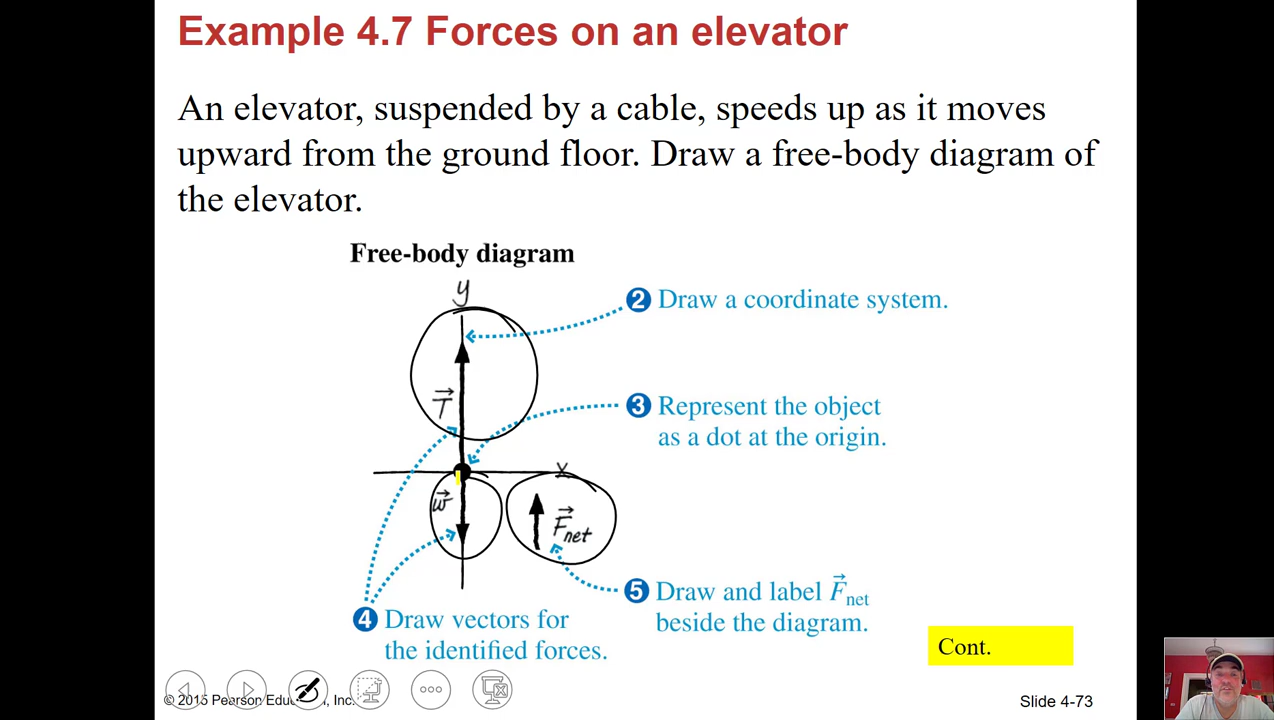 Example 4.7 Forces on an elevator
An elevator, suspended by a cable, speeds up as it moves
upward from the ground floor. Draw a free-body diagram of
the elevator.
Free-body diagram
y
2 Draw a coordinate system.
T
3 Represent the object
as a dot at the origin.
x
w
Fnet
5 Draw and label Fnet
beside the diagram.
4 Draw vectors for
the identified forces.
Cont.
Pearson
Inc.
Slide 4-73